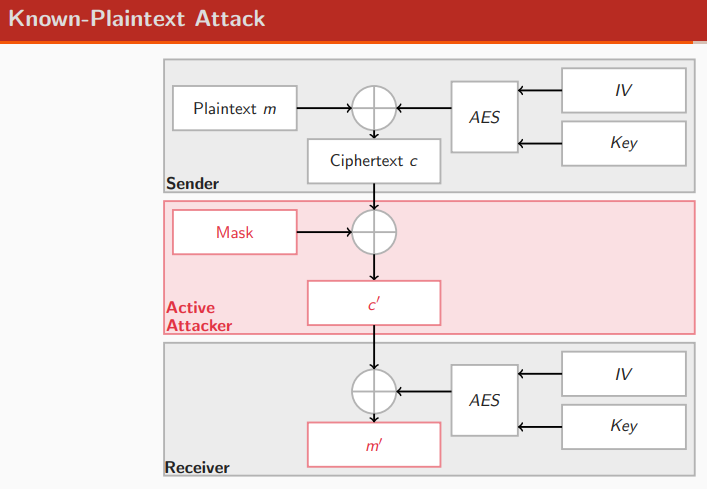 Known-Plaintext Attack
Plaintext m
AES
IV
Key
Ciphertext c
Sender
Mask
c′
Active
Attacker
AES
IV
Key
m′
Receiver